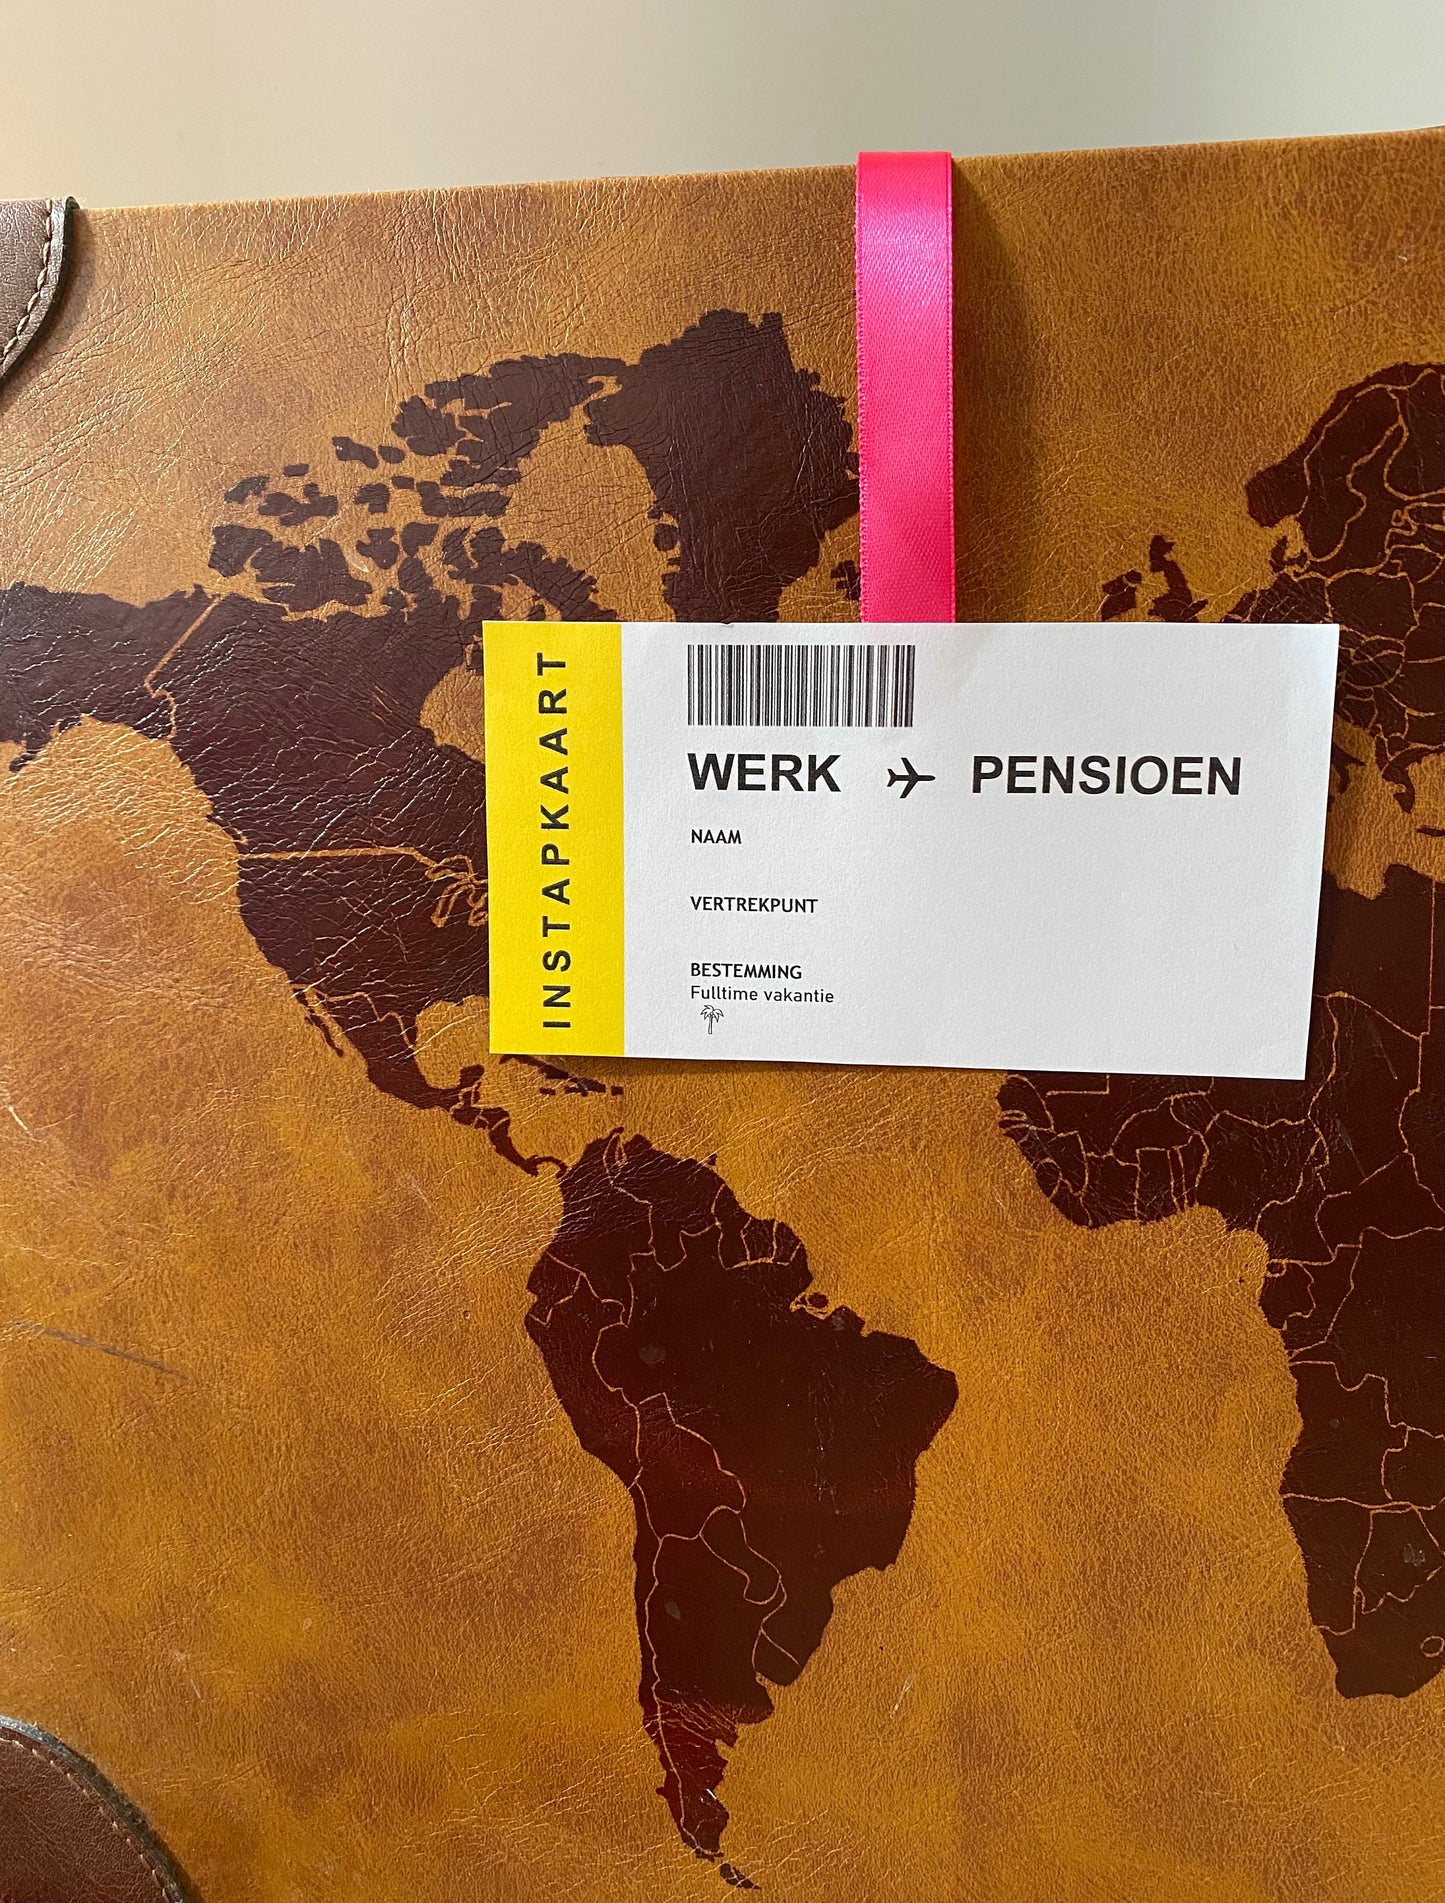 INSTAPKAART
WERK PENSIOEN
NAAM
VERTREKPUNT
BESTEMMING
Fulltime vakantie